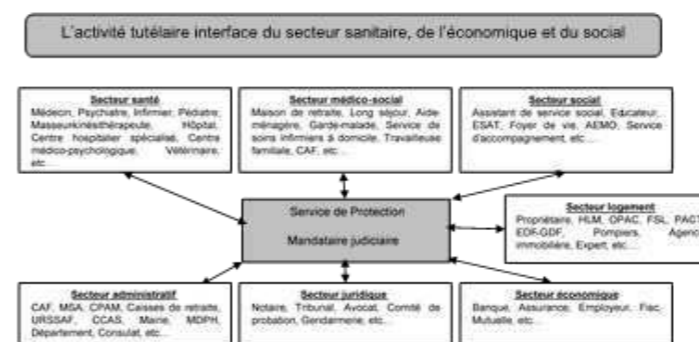 L'activité tutélaire interface du secteur sanitaire, de l'économique et du social
Secteur santé
Médecin, Psychiatre, Infirmier, Pédiatre,
Masseurkinésithérapeute, Hôpital,
Centre hospitalier spécialisé, Centre
médico-psychologique, Vétérinaire,
etc...
Secteur médico-social
Maison de retraite, Long séjour, Aide-
ménagère, Garde-malade, Service de
soins infirmiers à domicile, Travailleuse
familiale, CAF, etc...
Secteur social
Assistant de service social, Educateur,
ESAT, Foyer de vie, AEMO, Service
d'accompagnement, etc...
Service de Protection
Mandataire judiciaire
Secteur logement
Propriétaire, HLM, OPAC, FSL, PACT,
EDF-GDF, Pompiers, Agenc
immobilière, Expert, etc...
Secteur administratif
CAF, MSA, CPAM, Caisses de retraite,
URSSAF, CCAS, Mairie, MDPH,
Département, Consulat, etc...
Secteur juridique
Notaire, Tribunal, Avocat, Comité de
probation, Gendarmerie, etc...
Secteur économique
Banque, Assurance, Employeur, Fisc,
Mutuelle, etc...